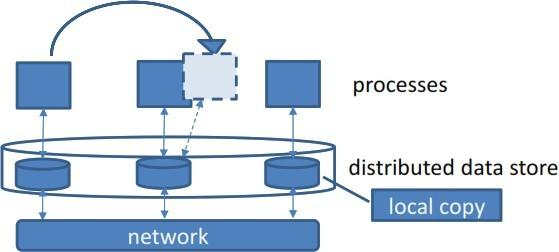 processes
distributed data store
local copy
network